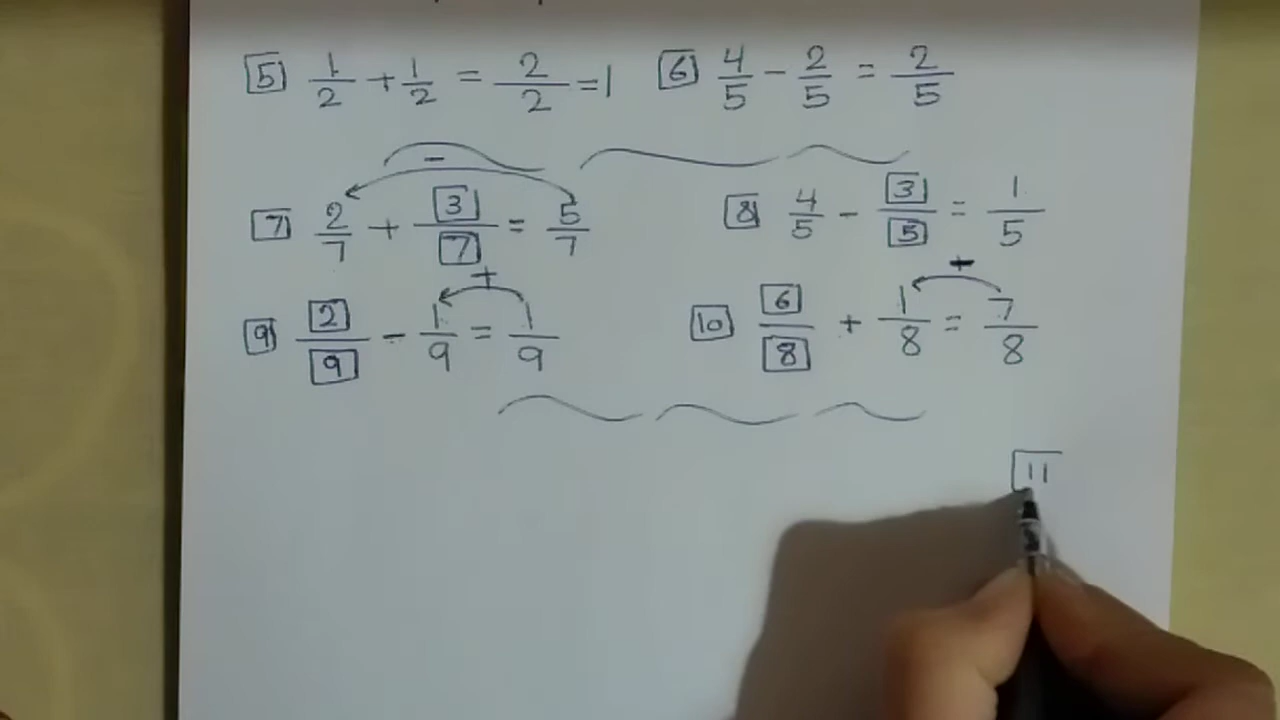 5 1/2 + 1/2 = 2/2 = 1 6 4/5 - 2/5 = 2/5
7 2/7 + 3/7 = 5/7 - 8 4/5 - 3/5 = 1/5
9 2/9 - 1/9 = 1/9 + 10 6/8 + 1/8 = 7/8 -
11